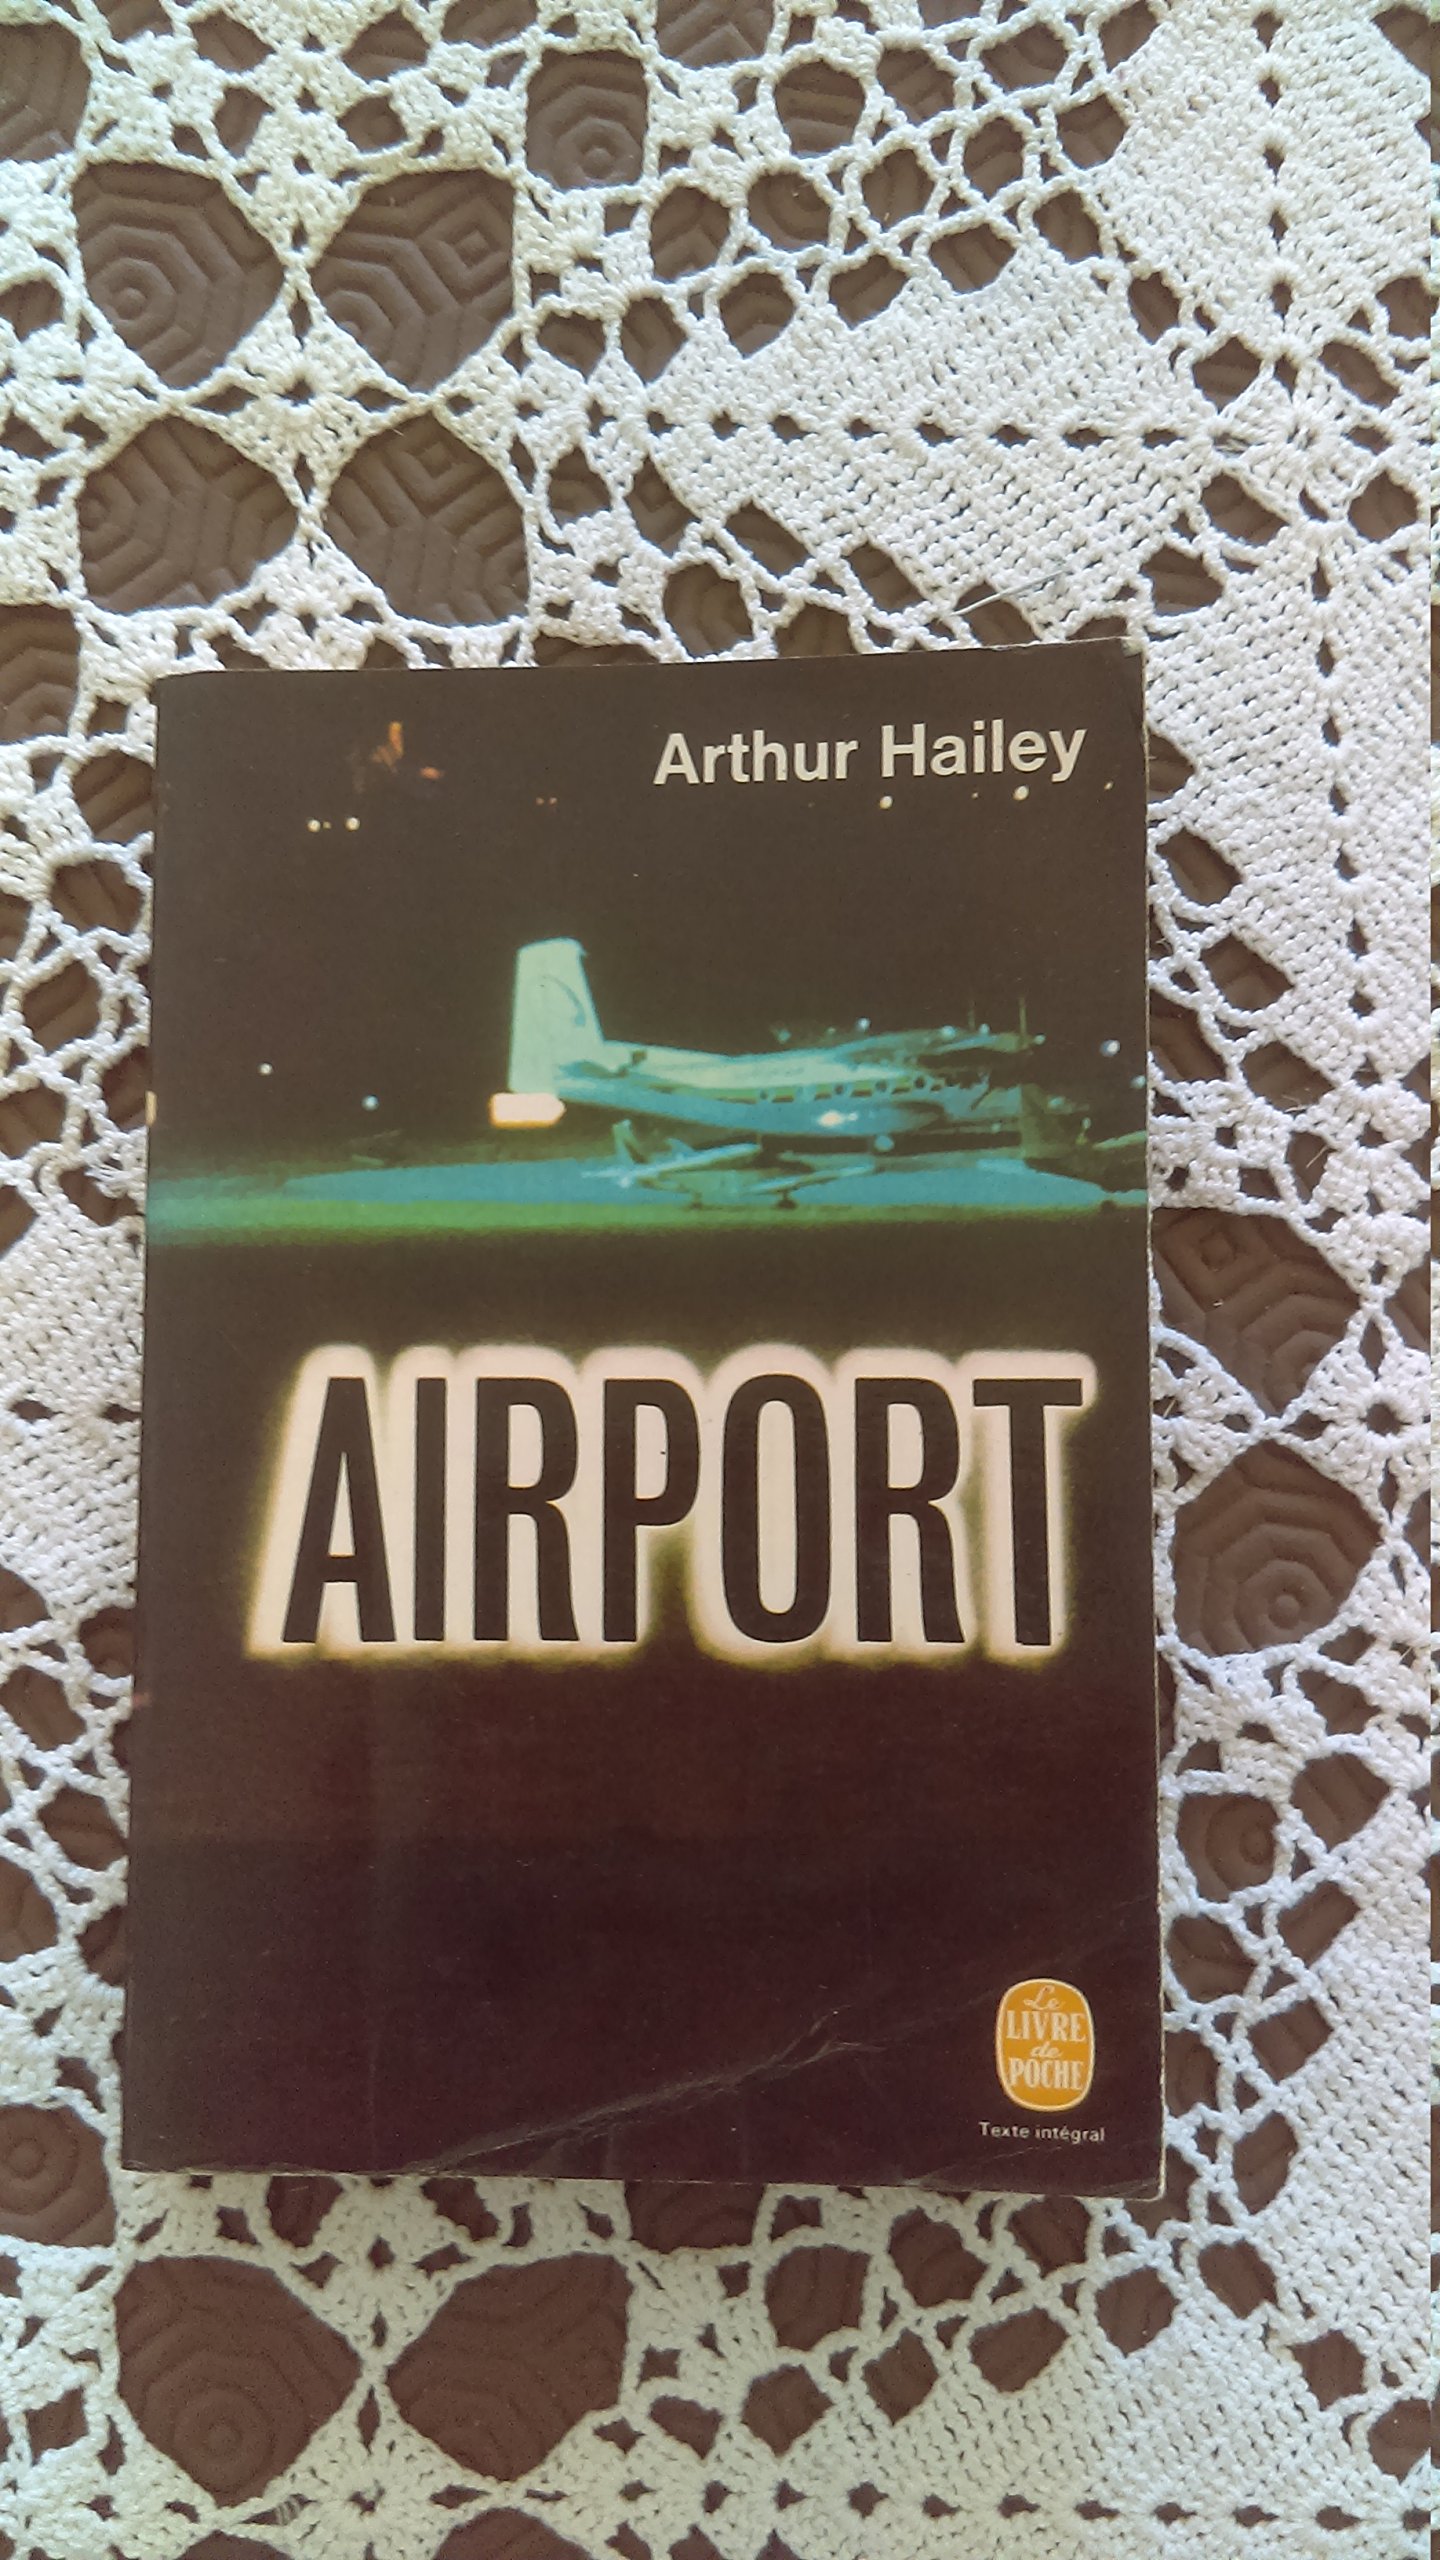 Arthur Hailey
AIRPORT
Le
LIVRE
de
POCHE
Texte intégral